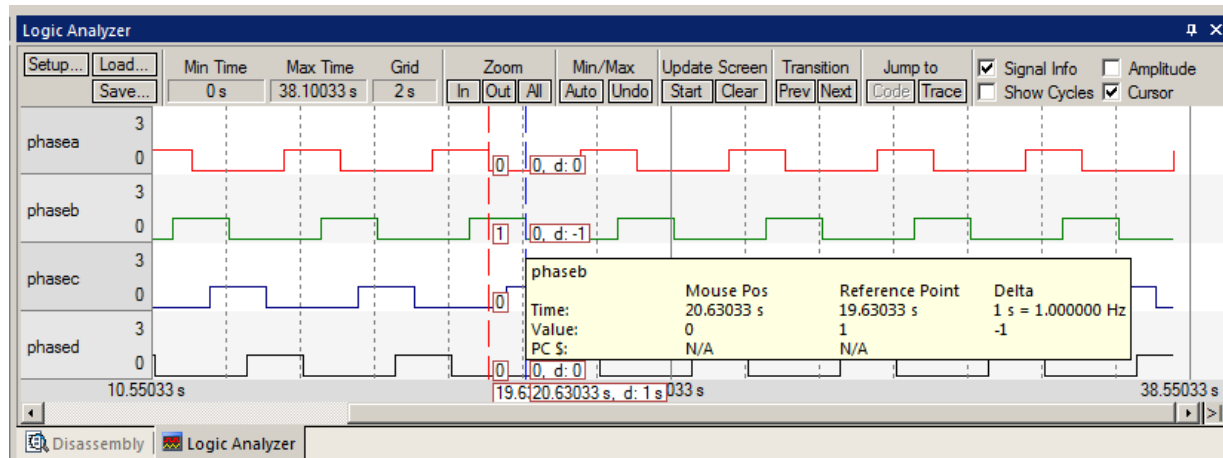 Logic Analyzer
Setup... Load... Min Time Max Time Grid Zoom Min/Max Update Screen Transition Jump to Signal Info Amplitude
Save... 0 s 38.10033 s 2 s In Out All Auto Undo Start Clear Prev Next Code Trace Show Cycles Cursor
3
phasea
0
0 0, d: 0
3
phaseb
0
1 0, d: -1
3
phasec
0
0
phaseb
Mouse Pos Reference Point Delta
Time: 20.63033 s 19.63033 s 1 s = 1.000000 Hz
Value: 0 1 -1
PC $: N/A N/A
3
phased
0
0 0, d: 0
10.55033 s 19.6 20.63033 s, d: 1 s 033 s 38.55033 s
Disassembly Logic Analyzer